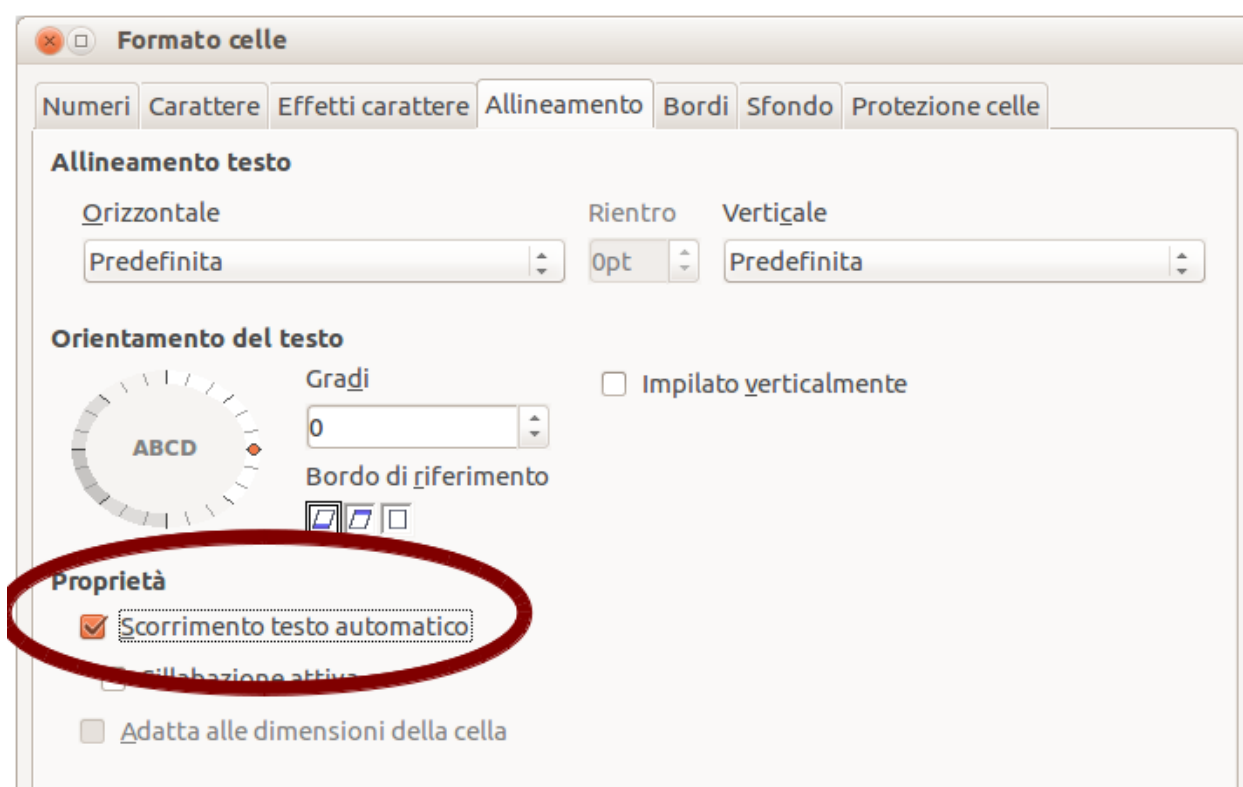 Formato celle
Numeri Carattere Effetti carattere Allineamento Bordi Sfondo Protezione celle
Allineamento testo
Orizzontale Rientro Verticale
Predefinita 0pt Predefinita
Orientamento del testo
Gradi Impilato verticalmente
0
ABCD
Bordo di riferimento
Proprietà
Scorrimento testo automatico
Sillabazione attiva
Adatta alle dimensioni della cella